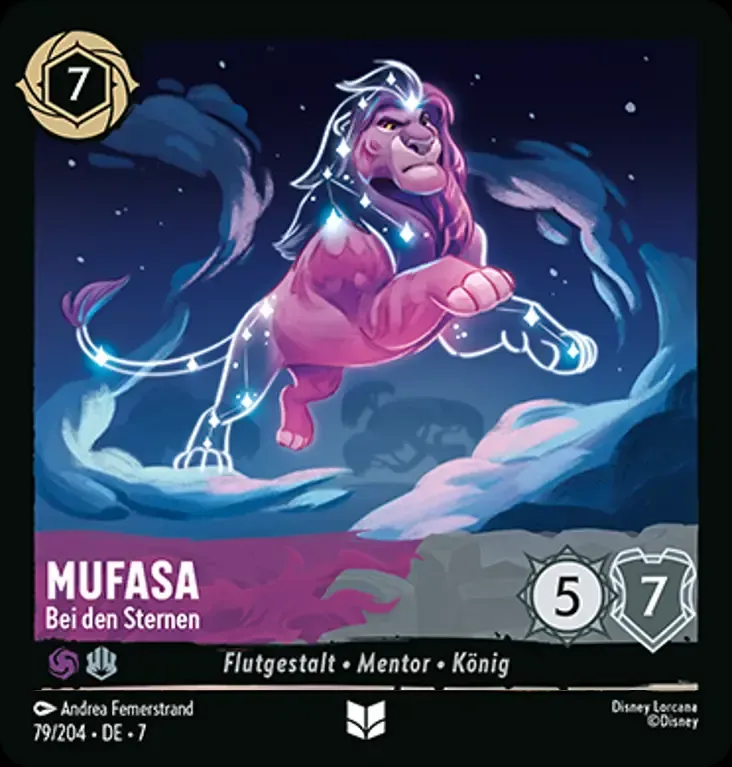 7
MUFASA
Bei den Sternen
5
7
Flutgestalt • Mentor • König
Andrea Femerstrand
79/204 • DE • 7
Disney Lorcana
©Disney